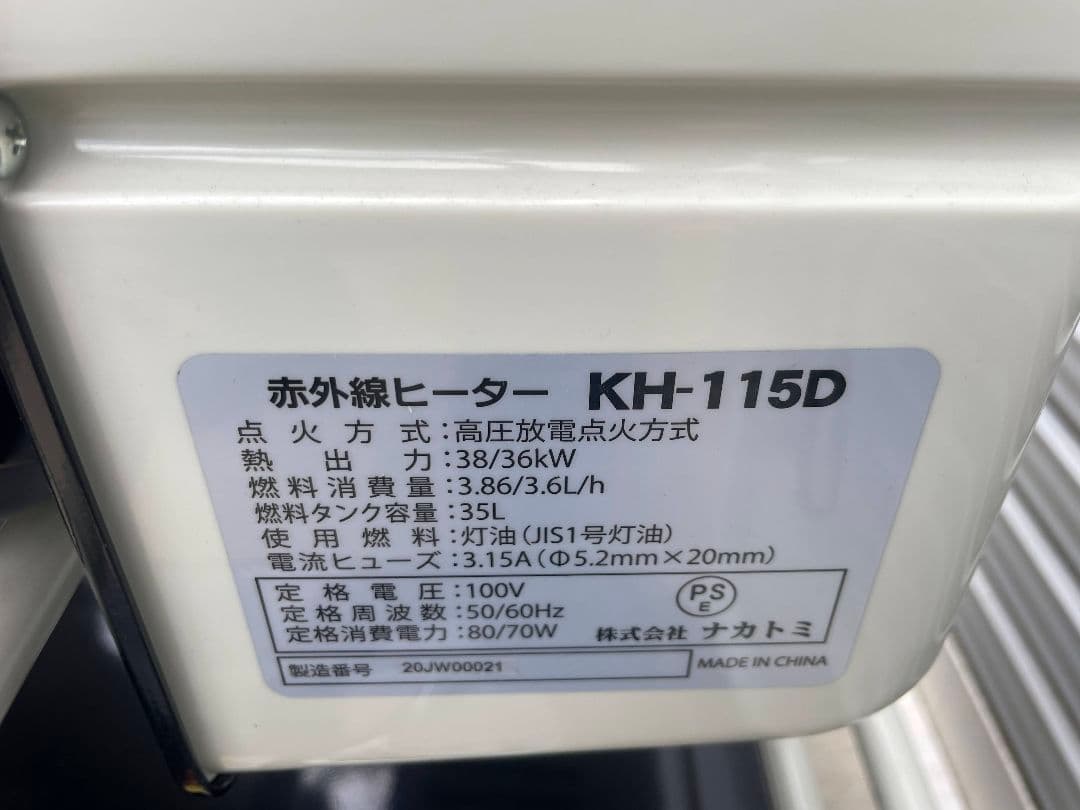 赤外線ヒーター KH-115D
点火方式:高圧放電点火方式
熱出力:38/36kW
燃料消費量:3.86/3.6L/h
燃料タンク容量:35L
使用燃料:灯油(JIS1号灯油)
電流ヒューズ:3.15A(Φ5.2mm×20mm)
定格電圧:100V
定格周波数:50/60Hz
定格消費電力:80/70W
PSE
株式会社 ナカトミ
製造番号 20JW00021
MADE IN CHINA